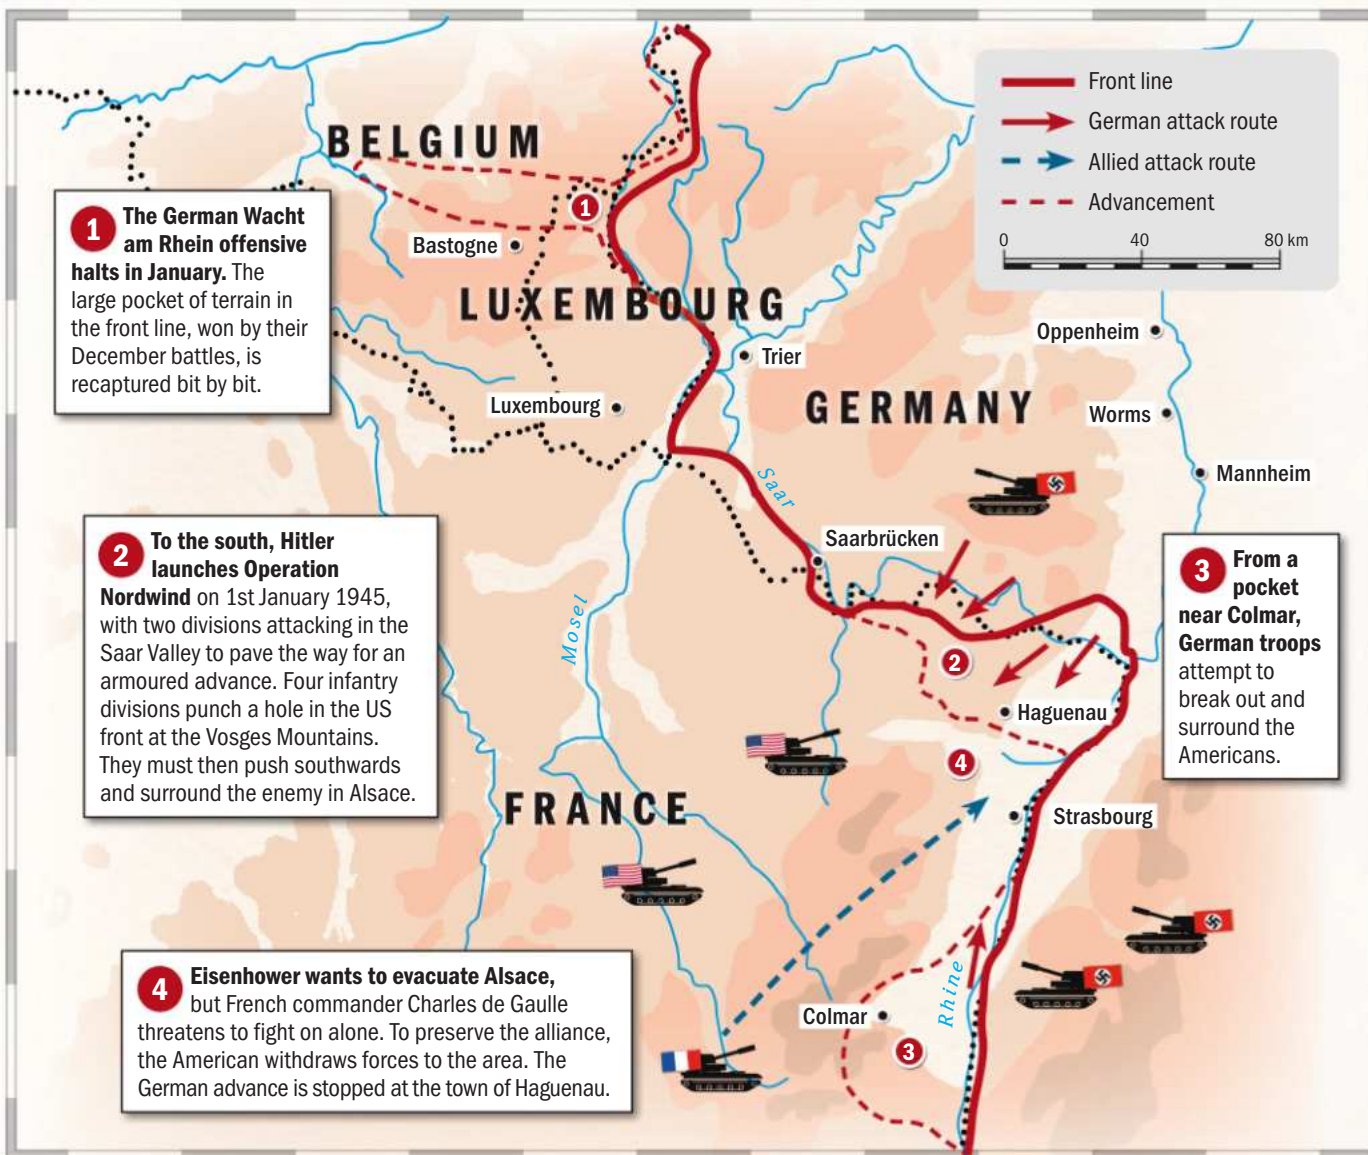 BELGIUM
Front line
German attack route
Allied attack route
Advancement
0 40 80 km
1 The German Wacht
am Rhein offensive
halts in January. The
large pocket of terrain in
the front line, won by their
December battles, is
recaptured bit by bit.
1
Bastogne
LUXEMBOURG
Trier
Luxembourg
Oppenheim
GERMANY
Worms
Mannheim
Saar
Saarbrücken
2 To the south, Hitler
launches Operation
Nordwind on 1st January 1945,
with two divisions attacking in the
Saar Valley to pave the way for an
armoured advance. Four infantry
divisions punch a hole in the US
front at the Vosges Mountains.
They must then push southwards
and surround the enemy in Alsace.
Mosel
2
3 From a
pocket
near Colmar,
German troops
attempt to
break out and
surround the
Americans.
Haguenau
4
FRANCE
Strasbourg
4 Eisenhower wants to evacuate Alsace,
but French commander Charles de Gaulle
threatens to fight on alone. To preserve the alliance,
the American withdraws forces to the area. The
German advance is stopped at the town of Haguenau.
Rhine
Colmar
3